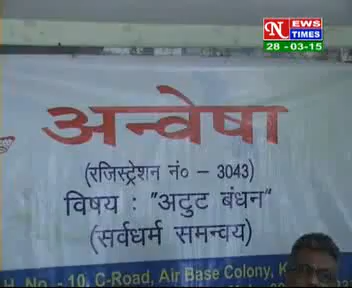 NEWS
TIMES
28 -03-15
अन्वेषा
(रजिस्ट्रेशन नं० - 3043)
विषय : "अटुट बंधन"
(सर्वधर्म समन्वय)
H. No. : 10, C-Road, Air Base Colony,